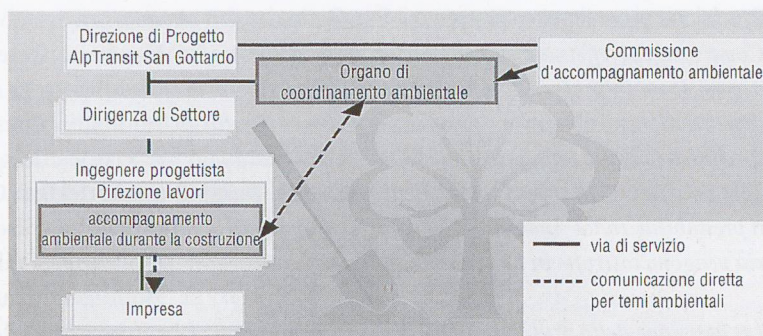 Direzione di Progetto
AlpTransit San Gottardo
Commissione
d'accompagnamento ambientale
Organo di
coordinamento ambientale
Dirigenza di Settore
Ingegnere progettista
Direzione lavori
accompagnamento
ambientale durante la costruzione
Impresa
via di servizio
comunicazione diretta
per temi ambientali